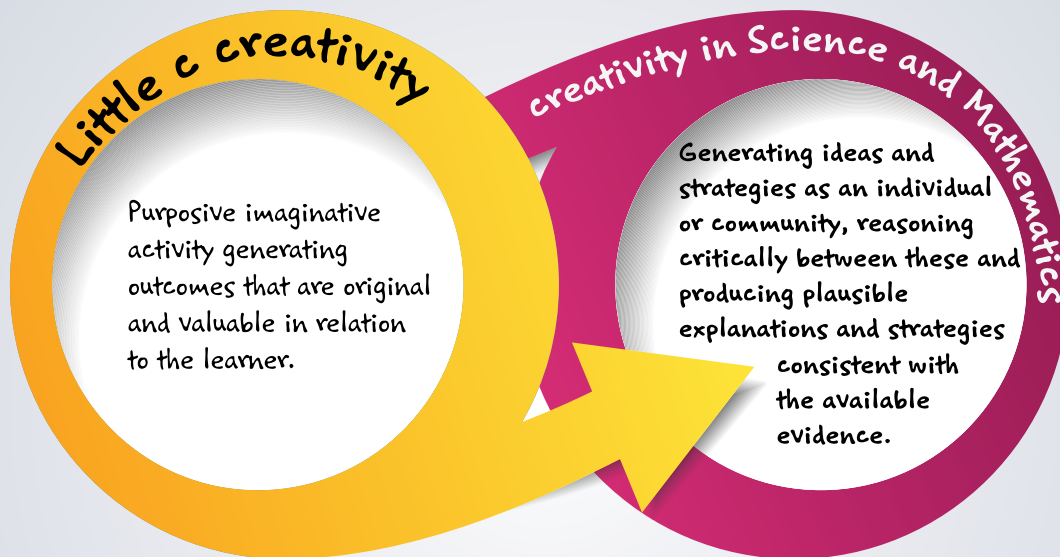 Little c creativity
Purposive imaginative
activity generating
outcomes that are original
and valuable in relation
to the learner.
creativity in Science and Mathematics
Generating ideas and
strategies as an individual
or community, reasoning
critically between these and
producing plausible
explanations and strategies
consistent with
the available
evidence.